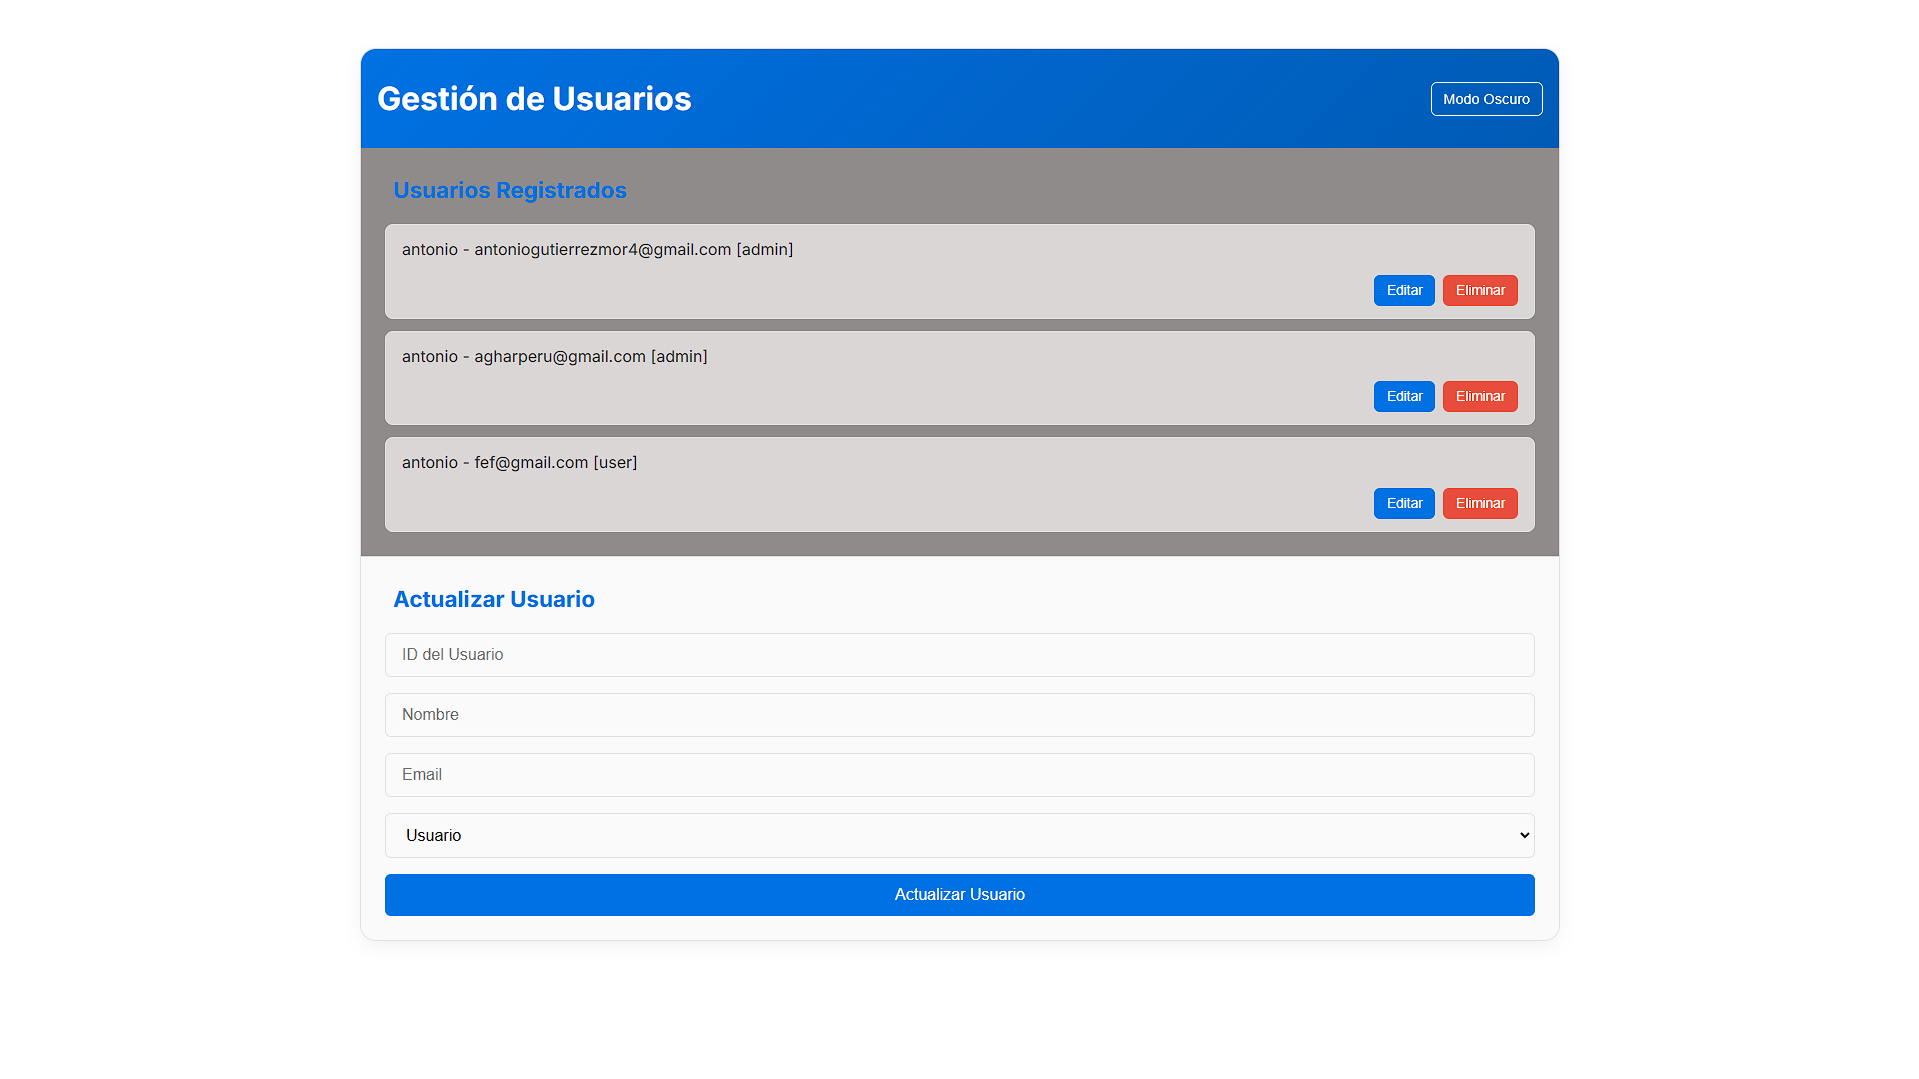 Gestión de Usuarios
Modo Oscuro
Usuarios Registrados
antonio - antoniogutierrezmor4@gmail.com [admin]
Editar
Eliminar
antonio - agharperu@gmail.com [admin]
Editar
Eliminar
antonio - fef@gmail.com [user]
Editar
Eliminar
Actualizar Usuario
ID del Usuario
Nombre
Email
Usuario
Actualizar Usuario